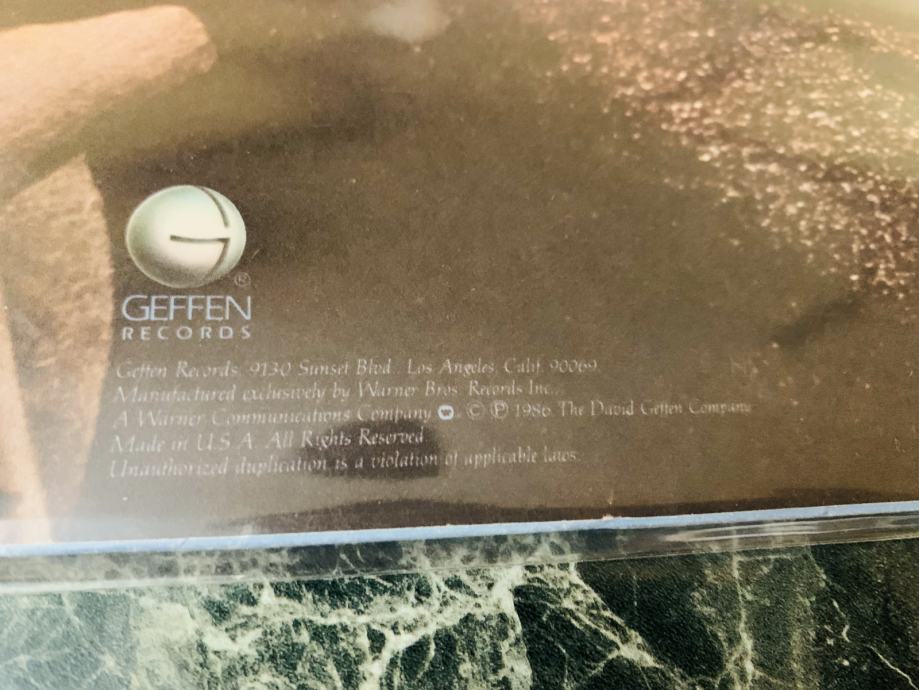 ®
GEFFEN
RECORDS
Geffen Records, 9130 Sunset Blvd., Los Angeles, Calif. 90069.
Manufactured exclusively by Warner Bros. Records Inc.,
A Warner Communications Company. © ℗ 1986 The David Geffen Company
Made in U.S.A. All Rights Reserved
Unauthorized duplication is a violation of applicable laws.